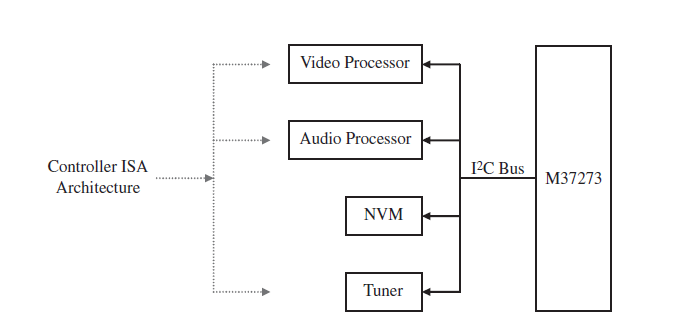 Video Processor
Audio Processor
Controller ISA
Architecture
I²C Bus
M37273
NVM
Tuner